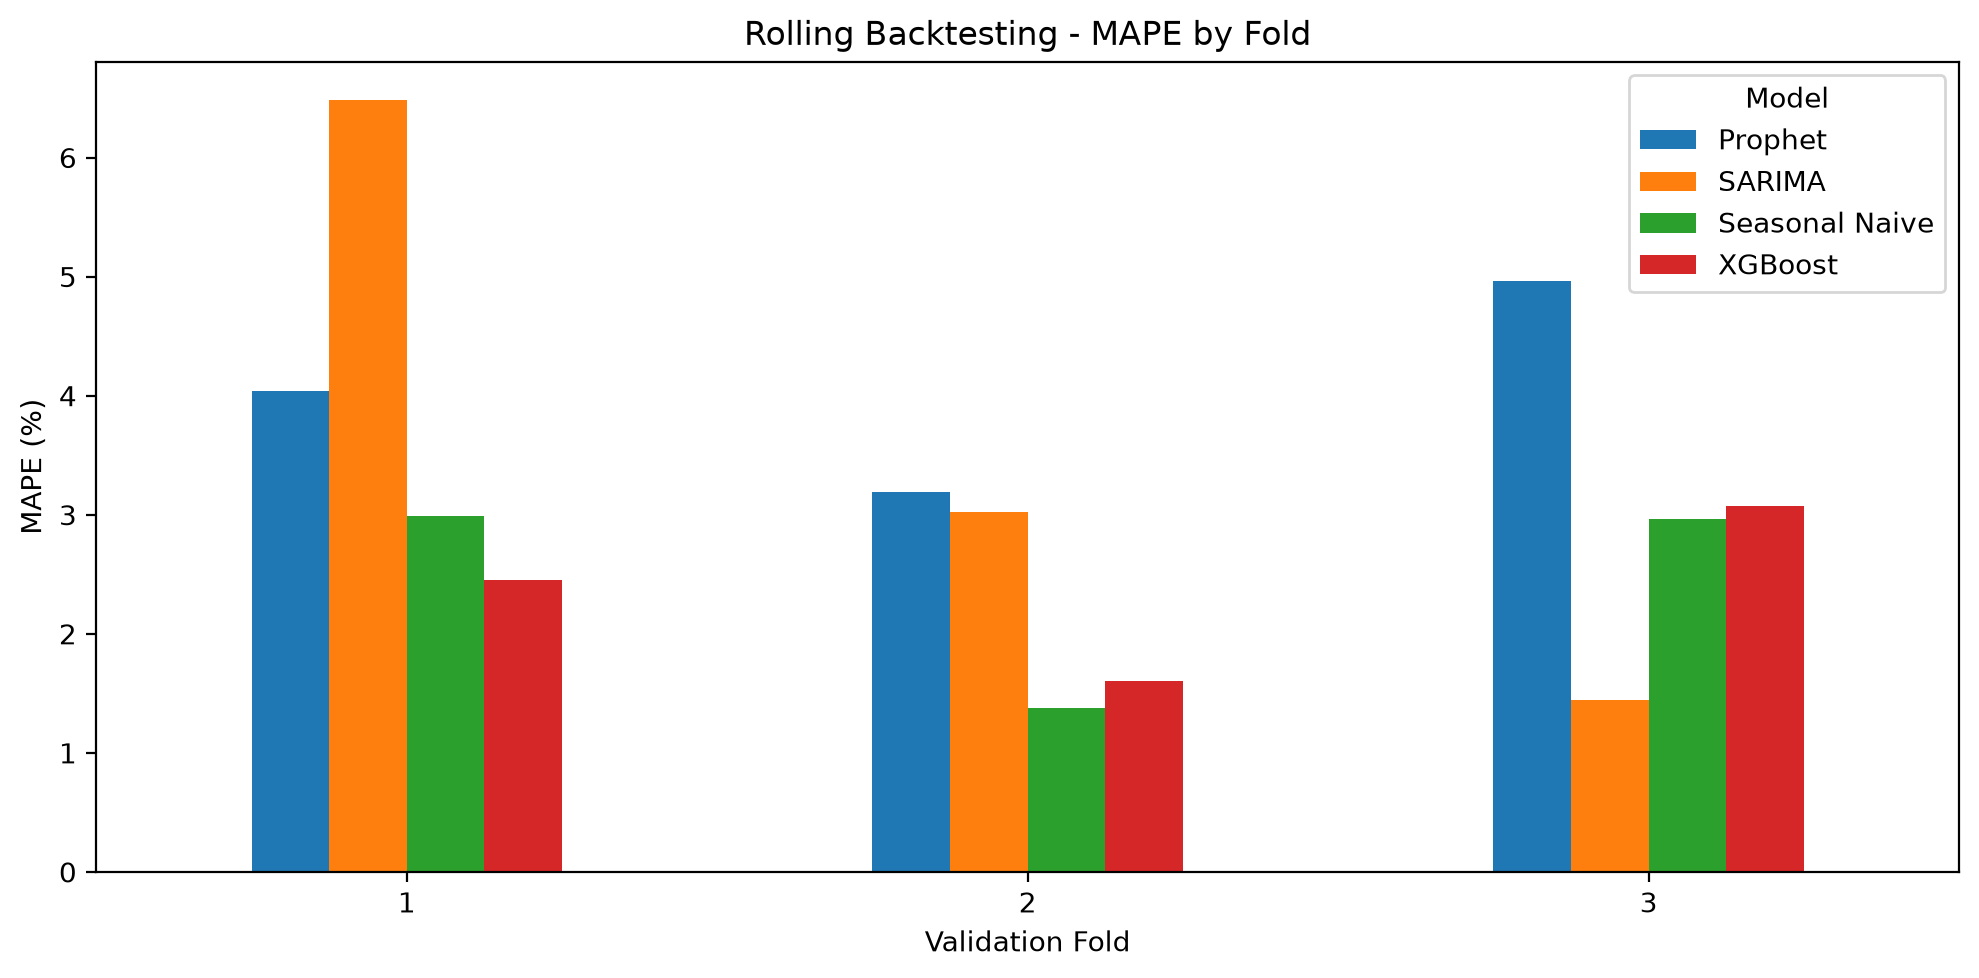 Rolling Backtesting - MAPE by Fold
Model
Prophet
SARIMA
Seasonal Naive
XGBoost
MAPE (%)
6
5
4
3
2
1
0
1 2 3
Validation Fold